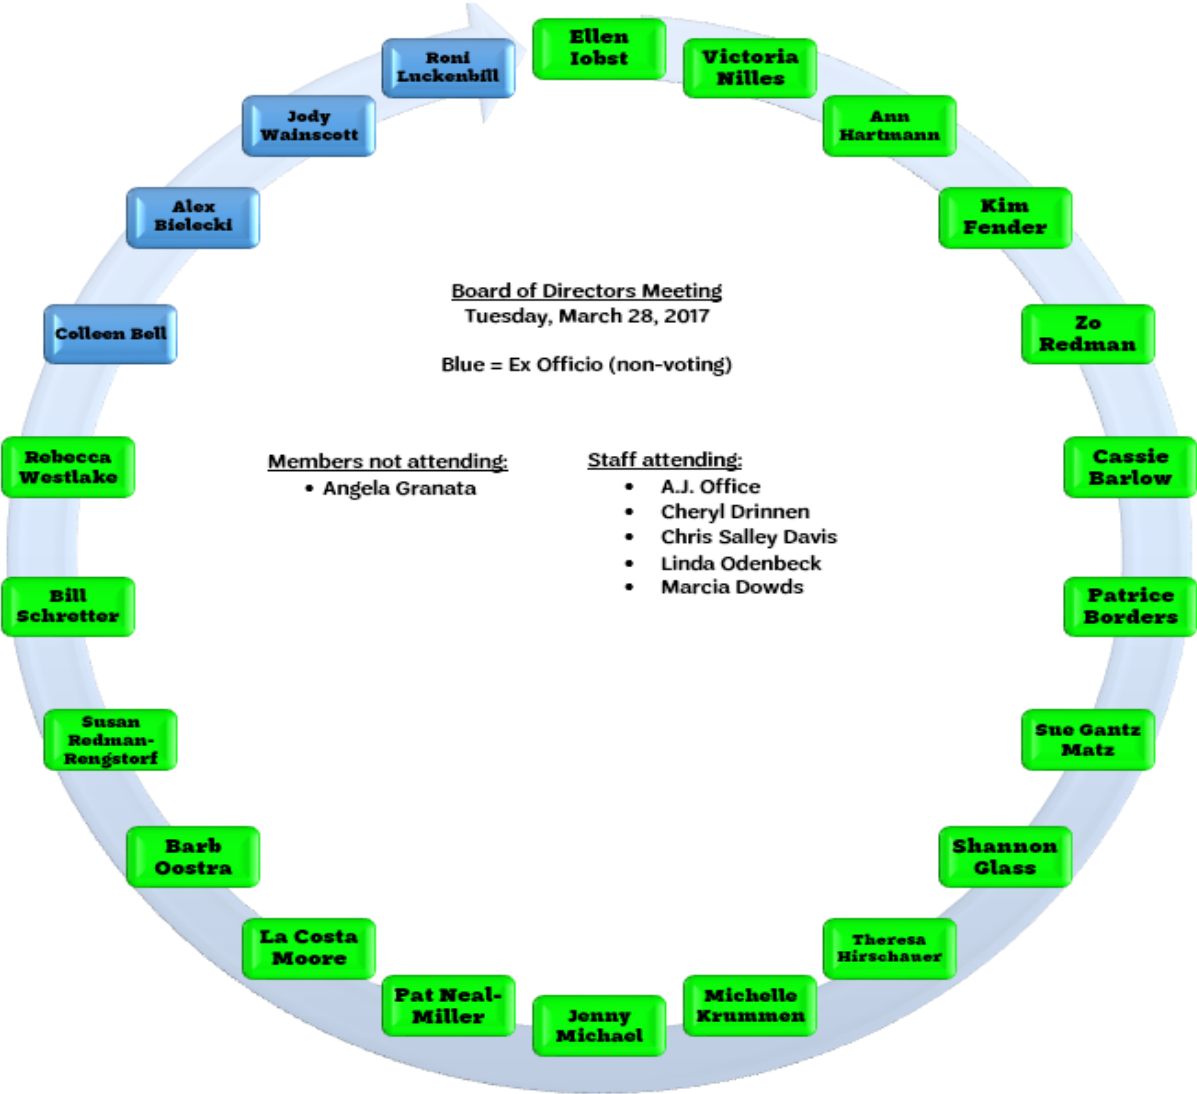 Ellen
Iobst
Victoria
Nilles
Ann
Hartmann
Kim
Fender
Zo
Redman
Cassie
Barlow
Patrice
Borders
Sue Gantz
Matz
Shannon
Glass
Theresa
Hirschauer
Michelle
Krummen
Jenny
Michael
Pat Neal-
Miller
La Costa
Moore
Barb
Oostra
Susan
Redman-
Rengstorf
Bill
Schretter
Rebecca
Westlake
Colleen Bell
Alex
Bielecki
Jody
Wainscott
Roni
Luckenbill
Board of Directors Meeting
Tuesday, March 28, 2017
Blue = Ex Officio (non-voting)
Members not attending:
• Angela Granata
Staff attending:
• A.J. Office
• Cheryl Drinnen
• Chris Salley Davis
• Linda Odenbeck
• Marcia Dowds